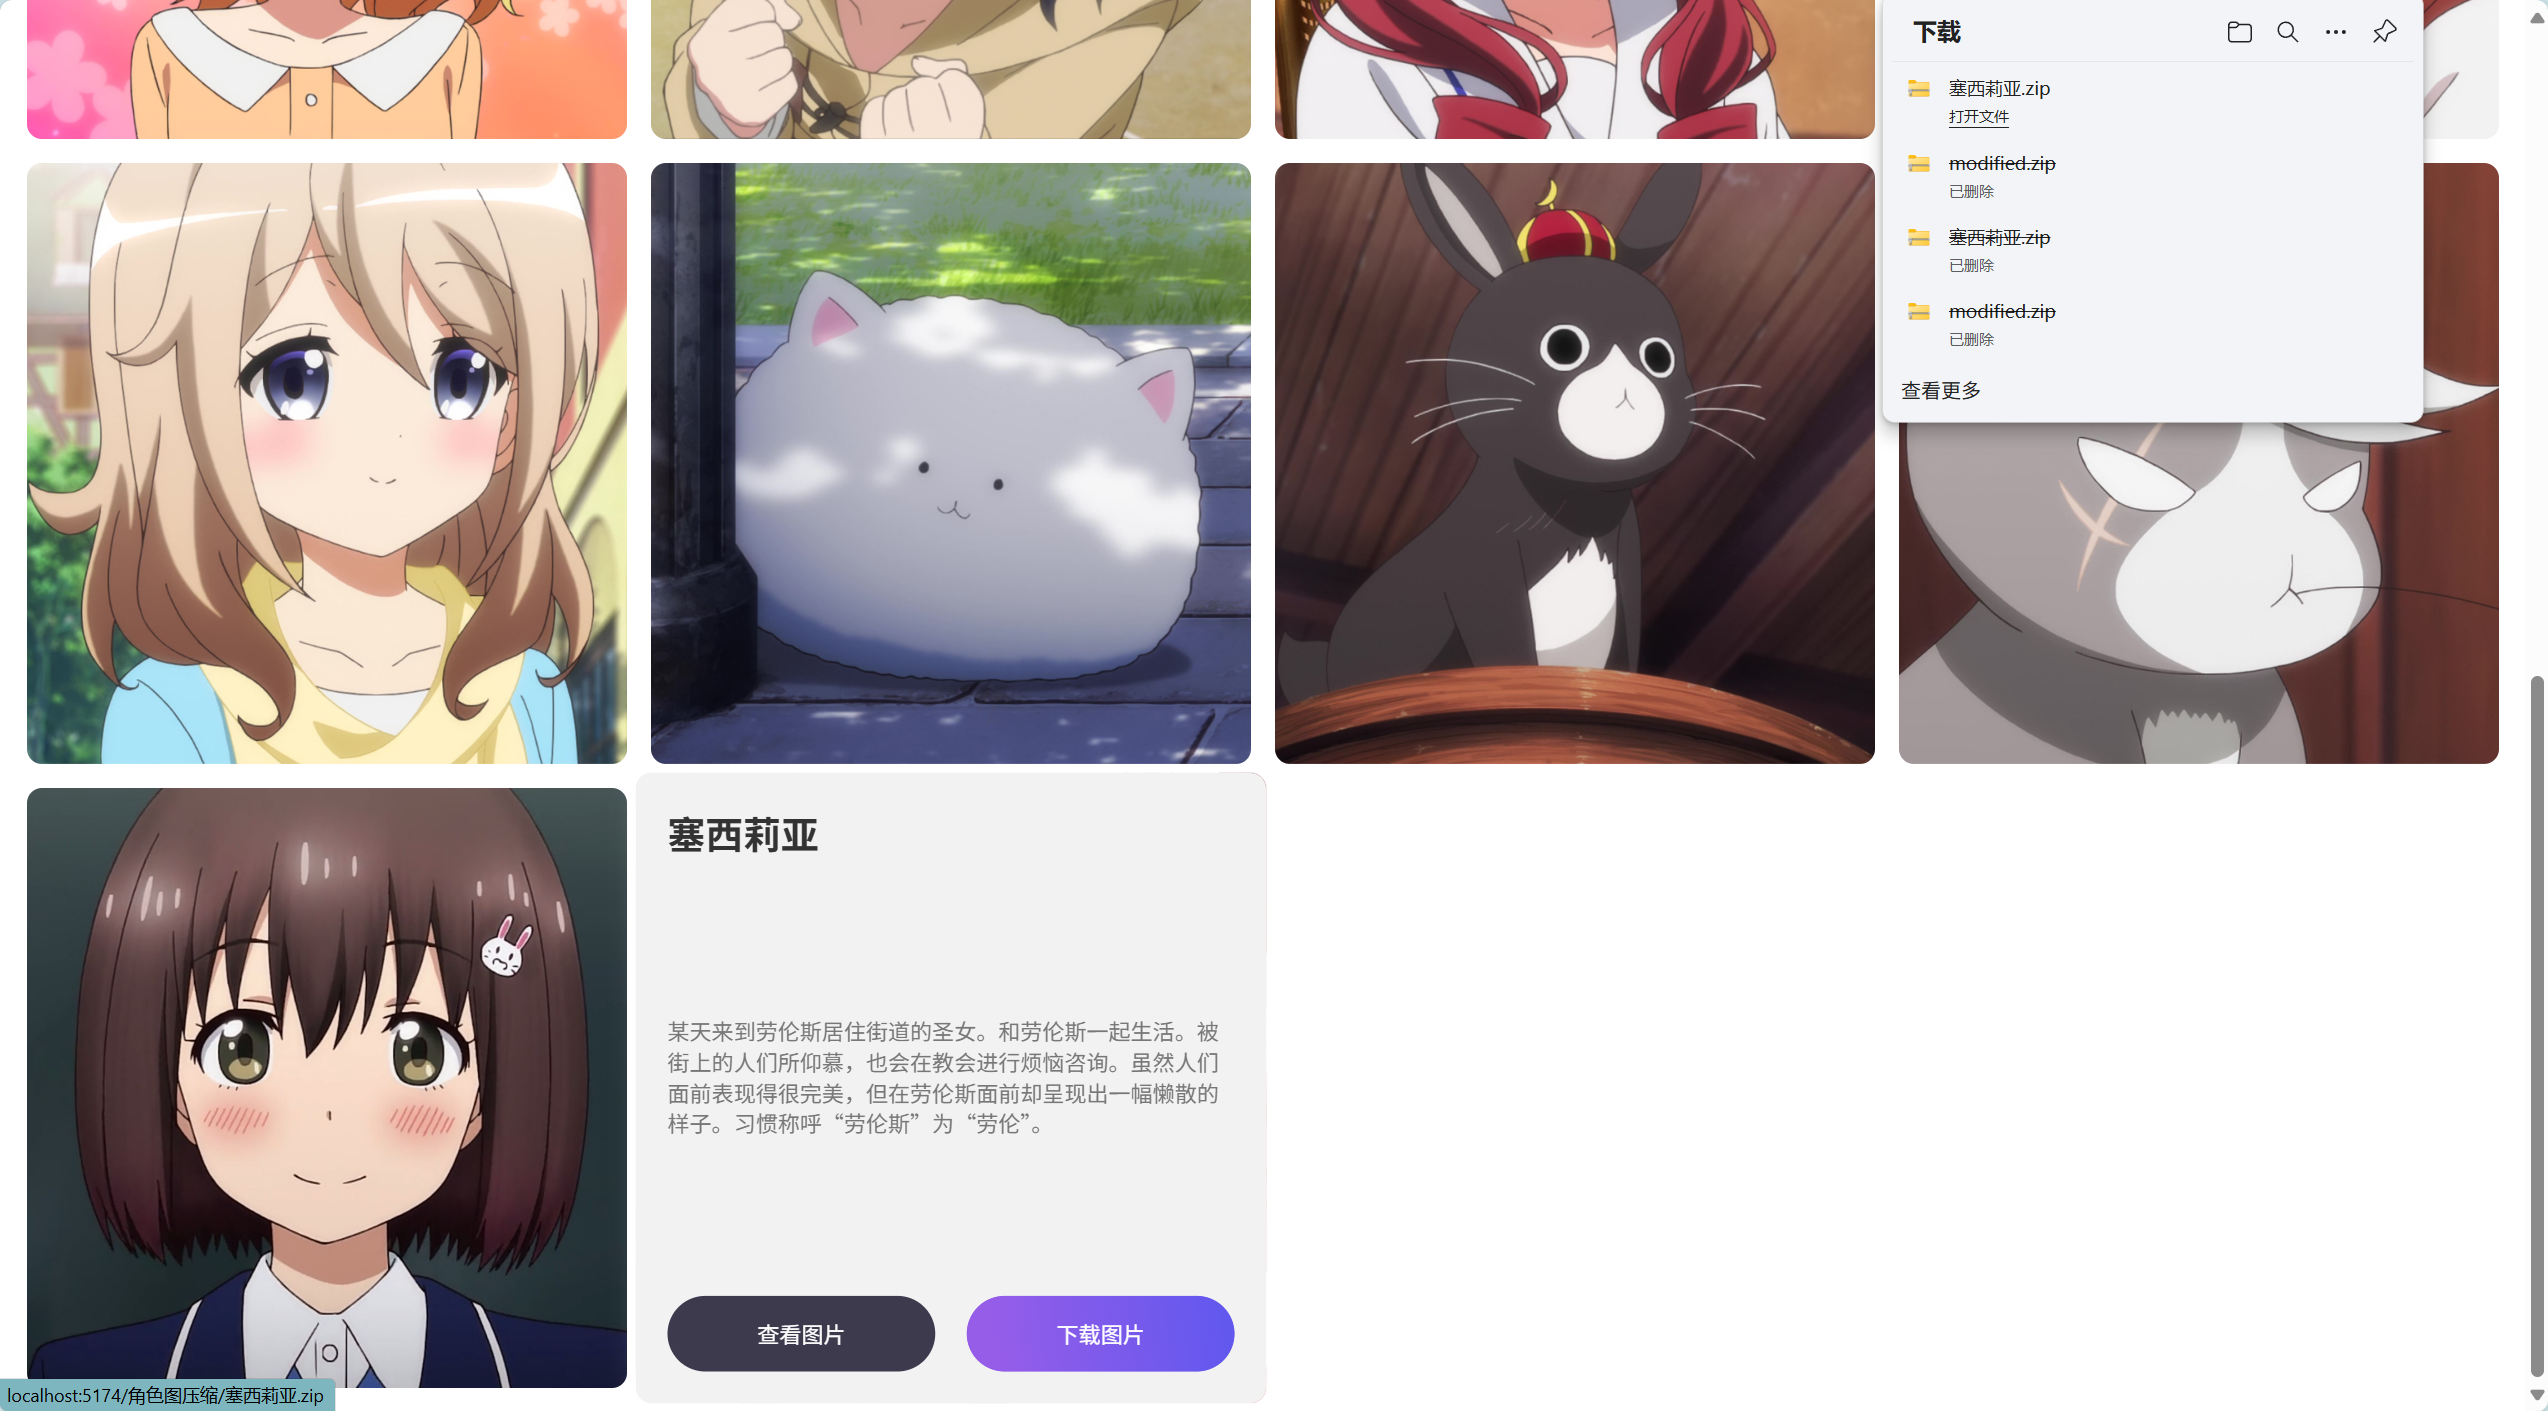 下载
塞西莉亚.zip
打开文件
modified.zip
已删除
塞西莉亚.zip
已删除
modified.zip
已删除
查看更多
塞西莉亚
某天来到劳伦斯居住街道的圣女。和劳伦斯一起生活。被
街上的人们所仰慕，也会在教会进行烦恼咨询。虽然人们
面前表现得很完美，但在劳伦斯面前却呈现出一幅懒散的
样子。习惯称呼“劳伦斯”为“劳伦”。
查看图片
下载图片
localhost:5174/角色图压缩/塞西莉亚.zip